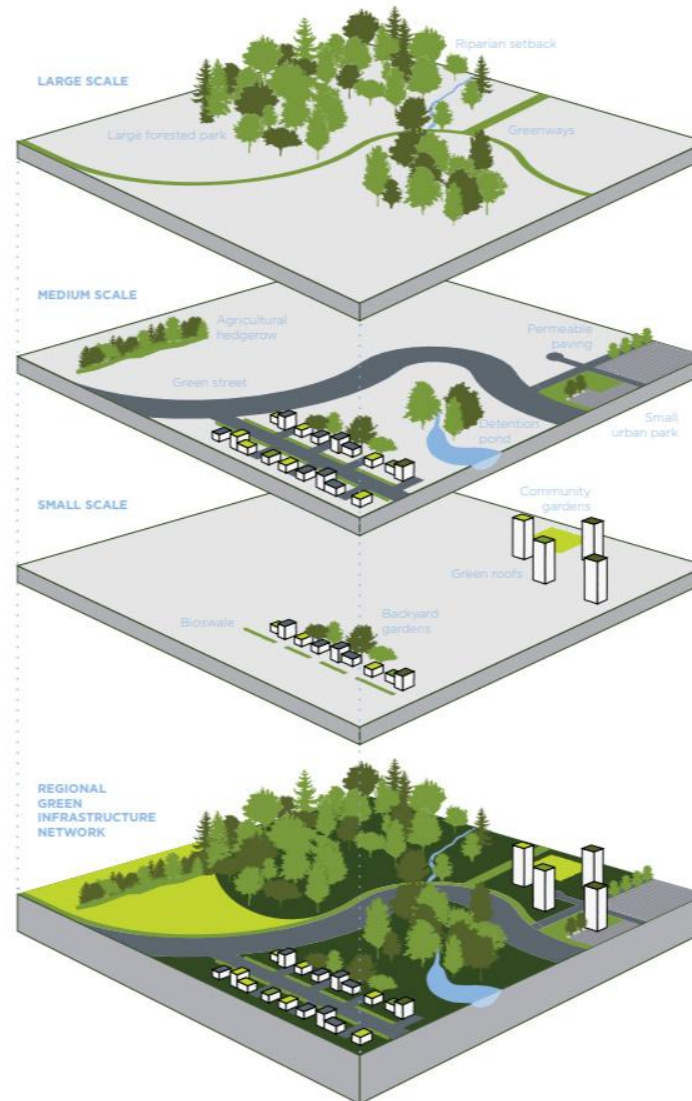 Riparian setback
LARGE SCALE
Large forested park
Greenways
MEDIUM SCALE
Agricultural
hedgerow
Permeable
paving
Green street
Detention
pond
Small
urban park
SMALL SCALE
Community
gardens
Green roofs
Bioswale
Backyard
gardens
REGIONAL
GREEN
INFRASTRUCTURE
NETWORK